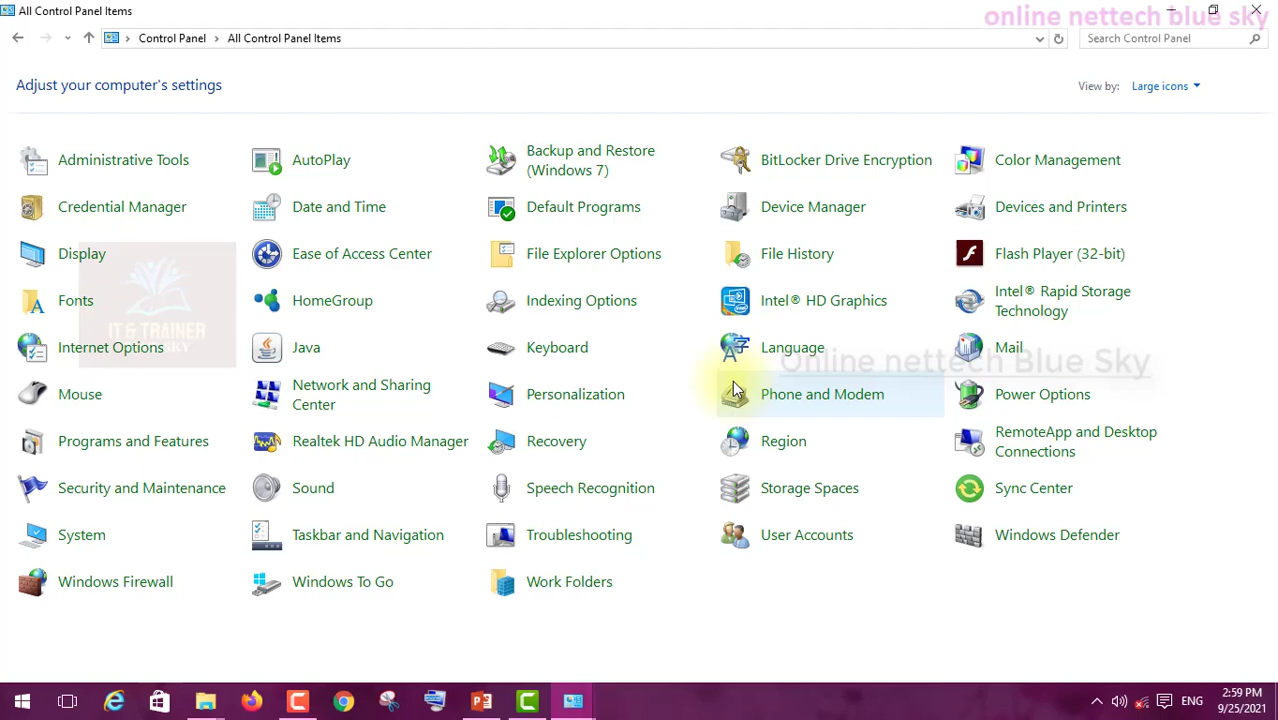 All Control Panel Items
online nettech blue sky
Control Panel
All Control Panel Items
Search Control Panel
Adjust your computer's settings
View by:
Large icons
Administrative Tools
AutoPlay
Backup and Restore
(Windows 7)
BitLocker Drive Encryption
Color Management
Credential Manager
Date and Time
Default Programs
Device Manager
Devices and Printers
Display
Ease of Access Center
File Explorer Options
File History
Flash Player (32-bit)
Fonts
HomeGroup
Indexing Options
Intel® HD Graphics
Intel® Rapid Storage
Technology
IT & TRAINER
SKY
Internet Options
Java
Keyboard
Language
Mail
Online nettech Blue Sky
Mouse
Network and Sharing
Center
Personalization
Phone and Modem
Power Options
Programs and Features
Realtek HD Audio Manager
Recovery
Region
RemoteApp and Desktop
Connections
Security and Maintenance
Sound
Speech Recognition
Storage Spaces
Sync Center
System
Taskbar and Navigation
Troubleshooting
User Accounts
Windows Defender
Windows Firewall
Windows To Go
Work Folders
ENG
2:59 PM
9/25/2021